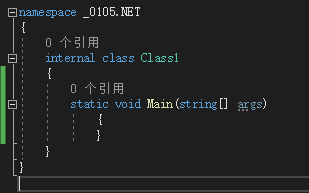 namespace _0105.NET
{
0 个引用
internal class Class1
{
0 个引用
static void Main(string[] args)
{
}
}
}